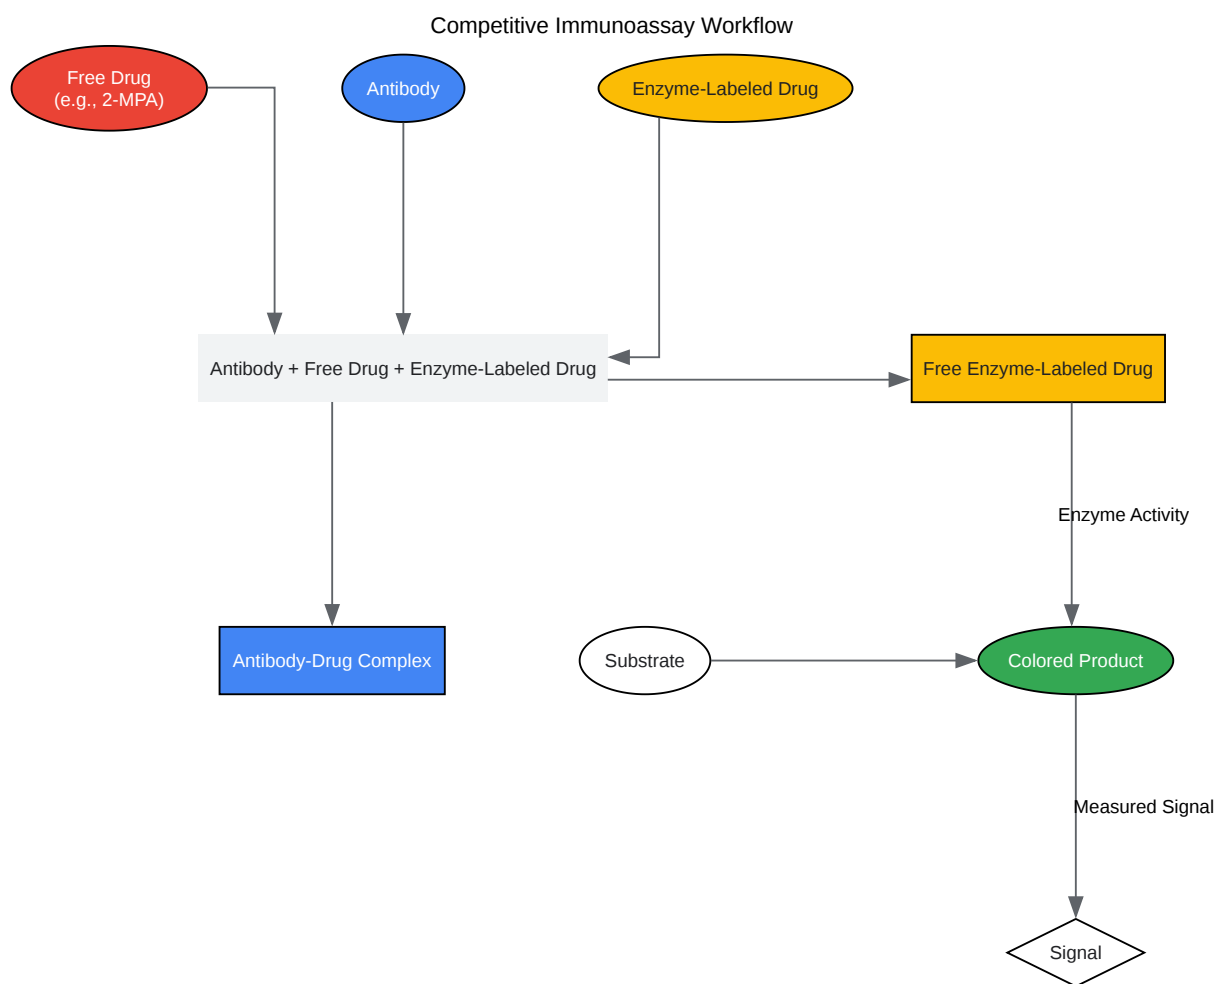 Competitive Immunoassay Workflow
Free Drug
(e.g., 2-MPA)
Antibody
Enzyme-Labeled Drug
Antibody + Free Drug + Enzyme-Labeled Drug
Free Enzyme-Labeled Drug
Enzyme Activity
Antibody-Drug Complex
Substrate
Colored Product
Measured Signal
Signal